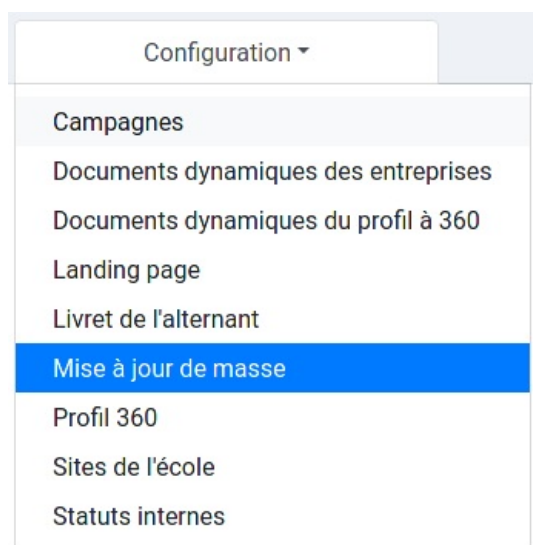 Configuration
Campagnes
Documents dynamiques des entreprises
Documents dynamiques du profil à 360
Landing page
Livret de l'alternant
Mise à jour de masse
Profil 360
Sites de l'école
Statuts internes